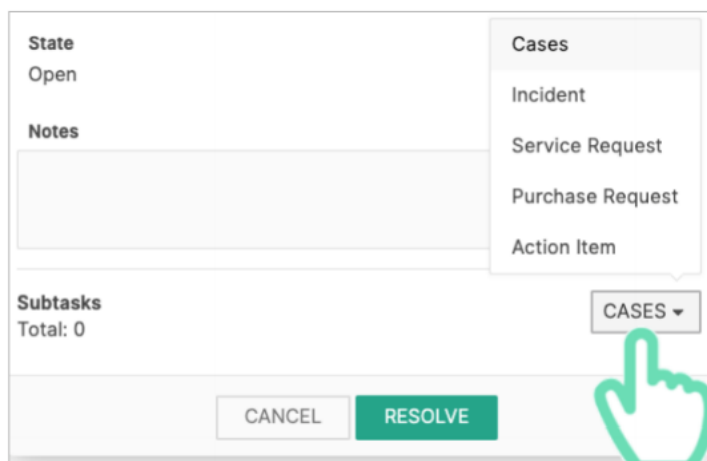 State
Open
Notes
Cases
Incident
Service Request
Purchase Request
Action Item
Subtasks
Total: 0
CASES
CANCEL
RESOLVE